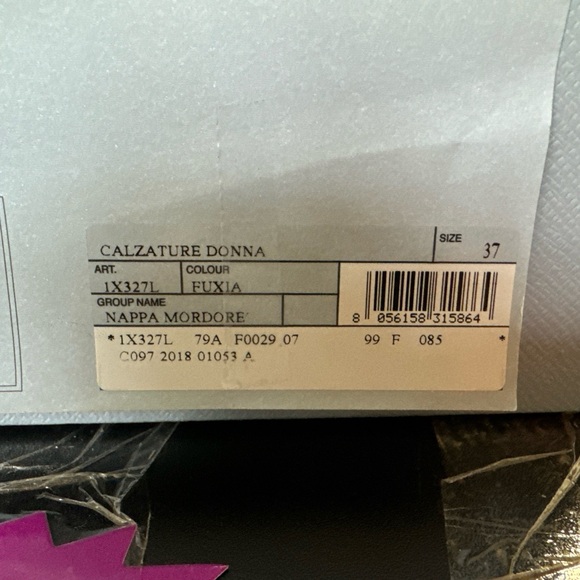 CALZATURE DONNA
SIZE
37
ART.
1X327L
COLOUR
FUXIA
GROUP NAME
NAPPA MORDORE'
8 056158 315864
*1X327L 79A F0029 07 99 F 085 *
C097 2018 01053 A